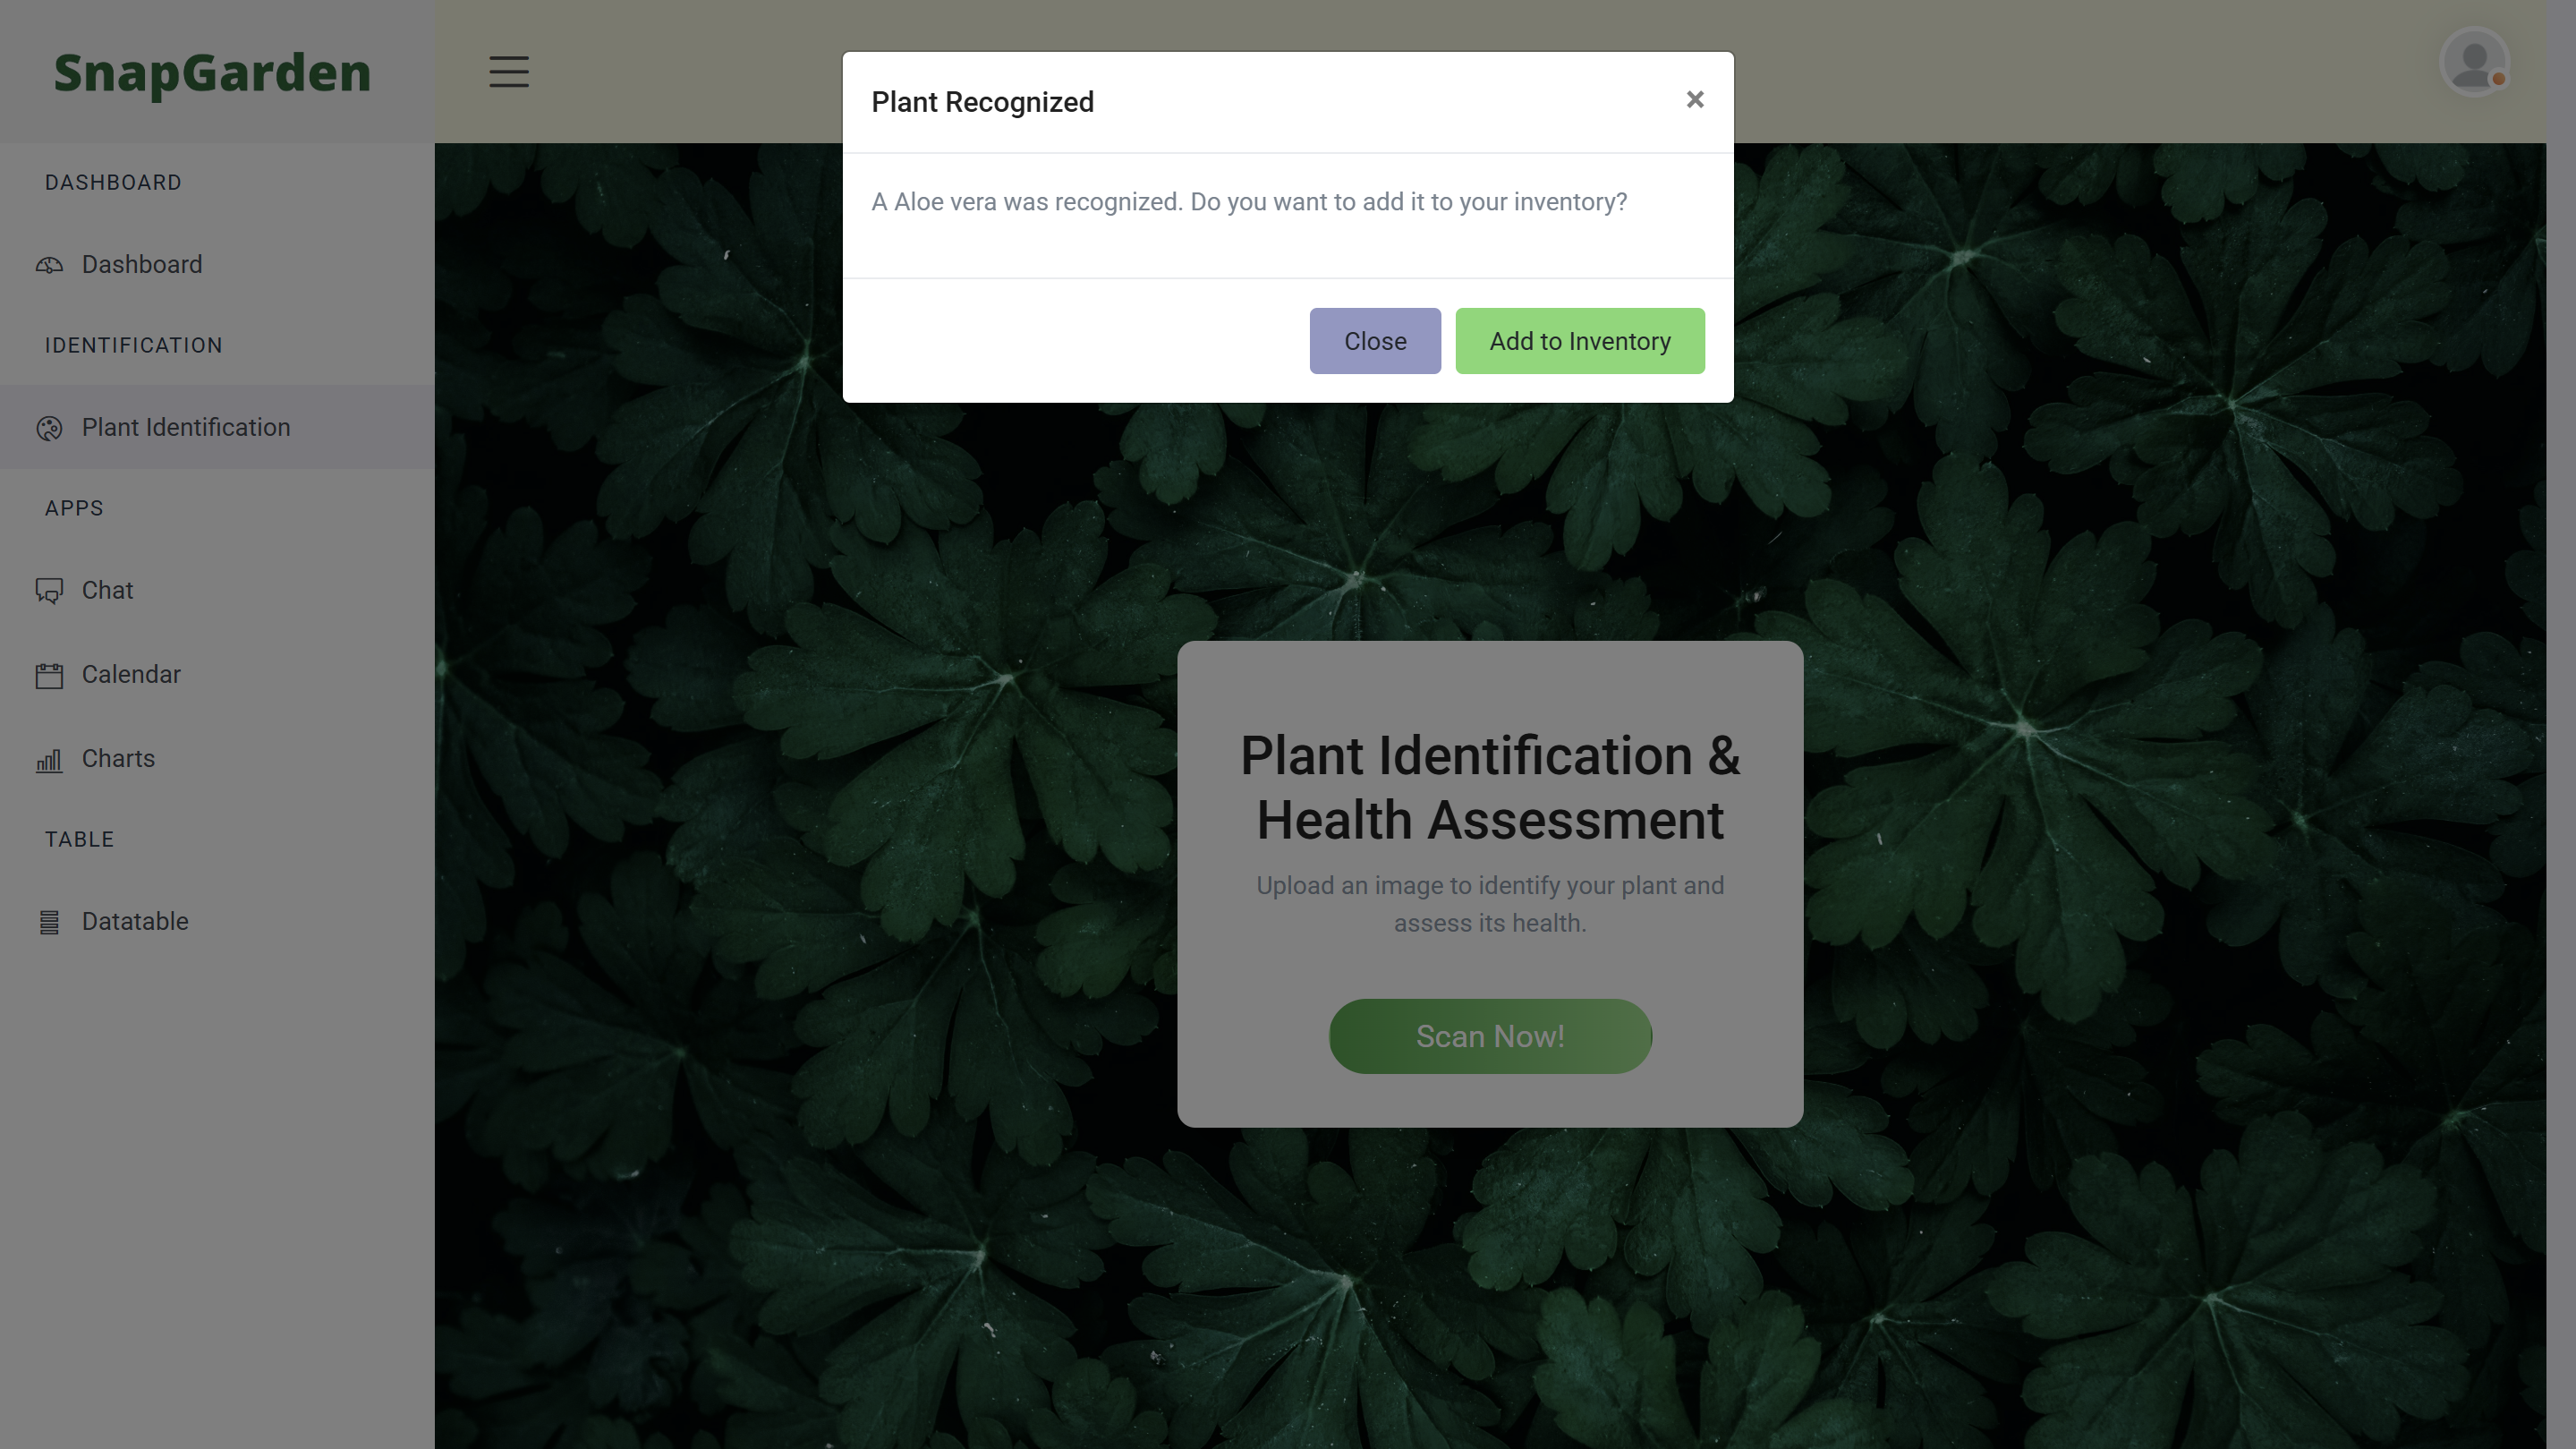 SnapGarden
DASHBOARD
Dashboard
IDENTIFICATION
Plant Identification
APPS
Chat
Calendar
Charts
TABLE
Datatable
Plant Recognized
×
A Aloe vera was recognized. Do you want to add it to your inventory?
Close
Add to Inventory
Plant Identification &
Health Assessment
Upload an image to identify your plant and
assess its health.
Scan Now!